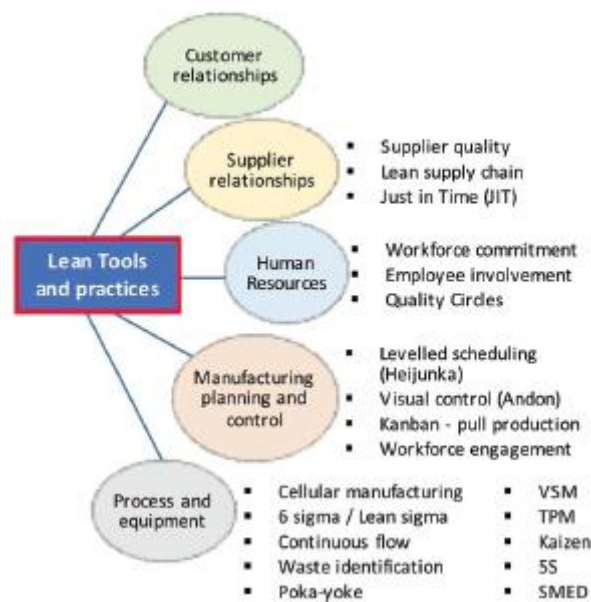 Customer
relationships
Supplier
relationships
▪ Supplier quality
▪ Lean supply chain
▪ Just in Time (JIT)
Lean Tools
and practices
Human
Resources
▪ Workforce commitment
▪ Employee involvement
▪ Quality Circles
Manufacturing
planning and
control
▪ Levelled scheduling
(Heijunka)
▪ Visual control (Andon)
▪ Kanban - pull production
▪ Workforce engagement
Process and
equipment
▪ Cellular manufacturing
▪ 6 sigma / Lean sigma
▪ Continuous flow
▪ Waste identification
▪ Poka-yoke
▪ VSM
▪ TPM
▪ Kaizen
▪ 5S
▪ SMED